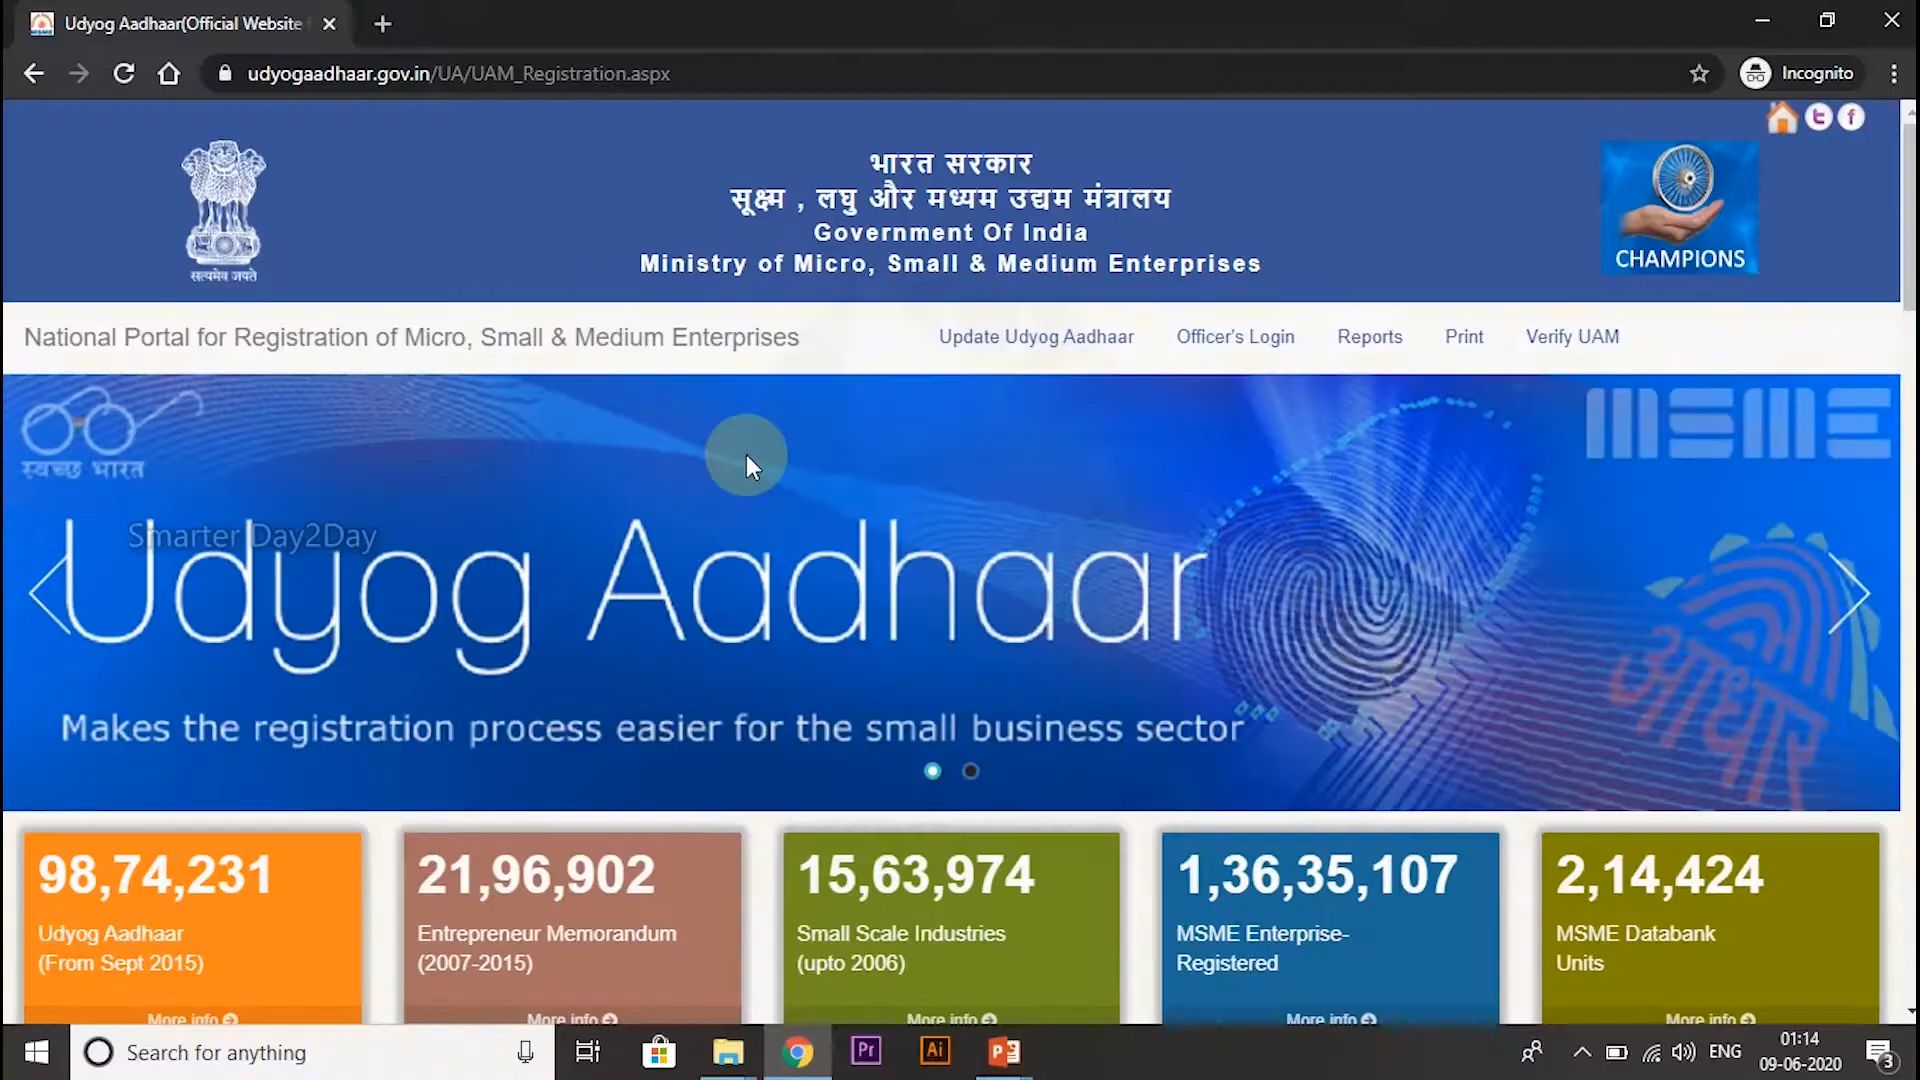 Udyog Aadhaar(Official Website
udyogaadhaar.gov.in/UA/UAM_Registration.aspx
Incognito
भारत सरकार
सूक्ष्म , लघु और मध्यम उद्यम मंत्रालय
Government Of India
Ministry of Micro, Small & Medium Enterprises
सत्यमेव जयते
CHAMPIONS
National Portal for Registration of Micro, Small & Medium Enterprises
Update Udyog Aadhaar
Officer's Login
Reports
Print
Verify UAM
स्वच्छ भारत
MSME
Smarter Day2Day
Udyog Aadhaar
आधार
Makes the registration process easier for the small business sector
98,74,231
Udyog Aadhaar
(From Sept 2015)
More info
21,96,902
Entrepreneur Memorandum
(2007-2015)
More info
15,63,974
Small Scale Industries
(upto 2006)
More info
1,36,35,107
MSME Enterprise-
Registered
More info
2,14,424
MSME Databank
Units
More info
Search for anything
Pr
Ai
P
ENG
01:14
09-06-2020
3